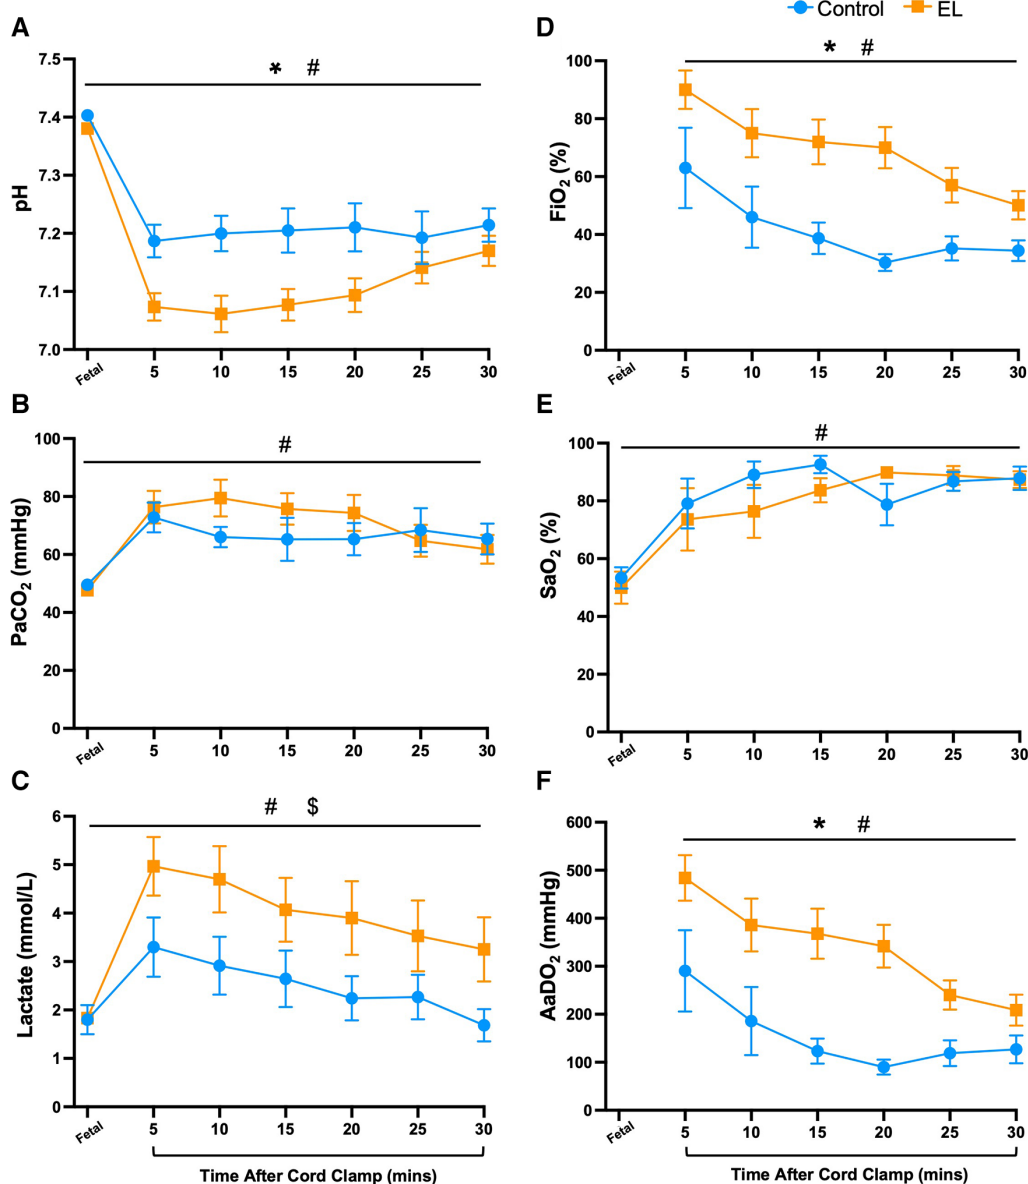 Control EL
A
7.5
7.4
7.3
7.2
7.1
7.0
pH
* #
Fetal 5 10 15 20 25 30
B
100
80
60
40
20
0
PaCO2 (mmHg)
#
Fetal 5 10 15 20 25 30
C
6
5
4
3
2
1
0
Lactate (mmol/L)
# $
Fetal 5 10 15 20 25 30
Time After Cord Clamp (mins)
D
100
80
60
40
20
0
FiO2 (%)
* #
Fetal 5 10 15 20 25 30
E
100
80
60
40
20
0
SaO2 (%)
#
Fetal 5 10 15 20 25 30
F
600
500
400
300
200
100
0
AaDO2 (mmHg)
* #
Fetal 5 10 15 20 25 30
Time After Cord Clamp (mins)